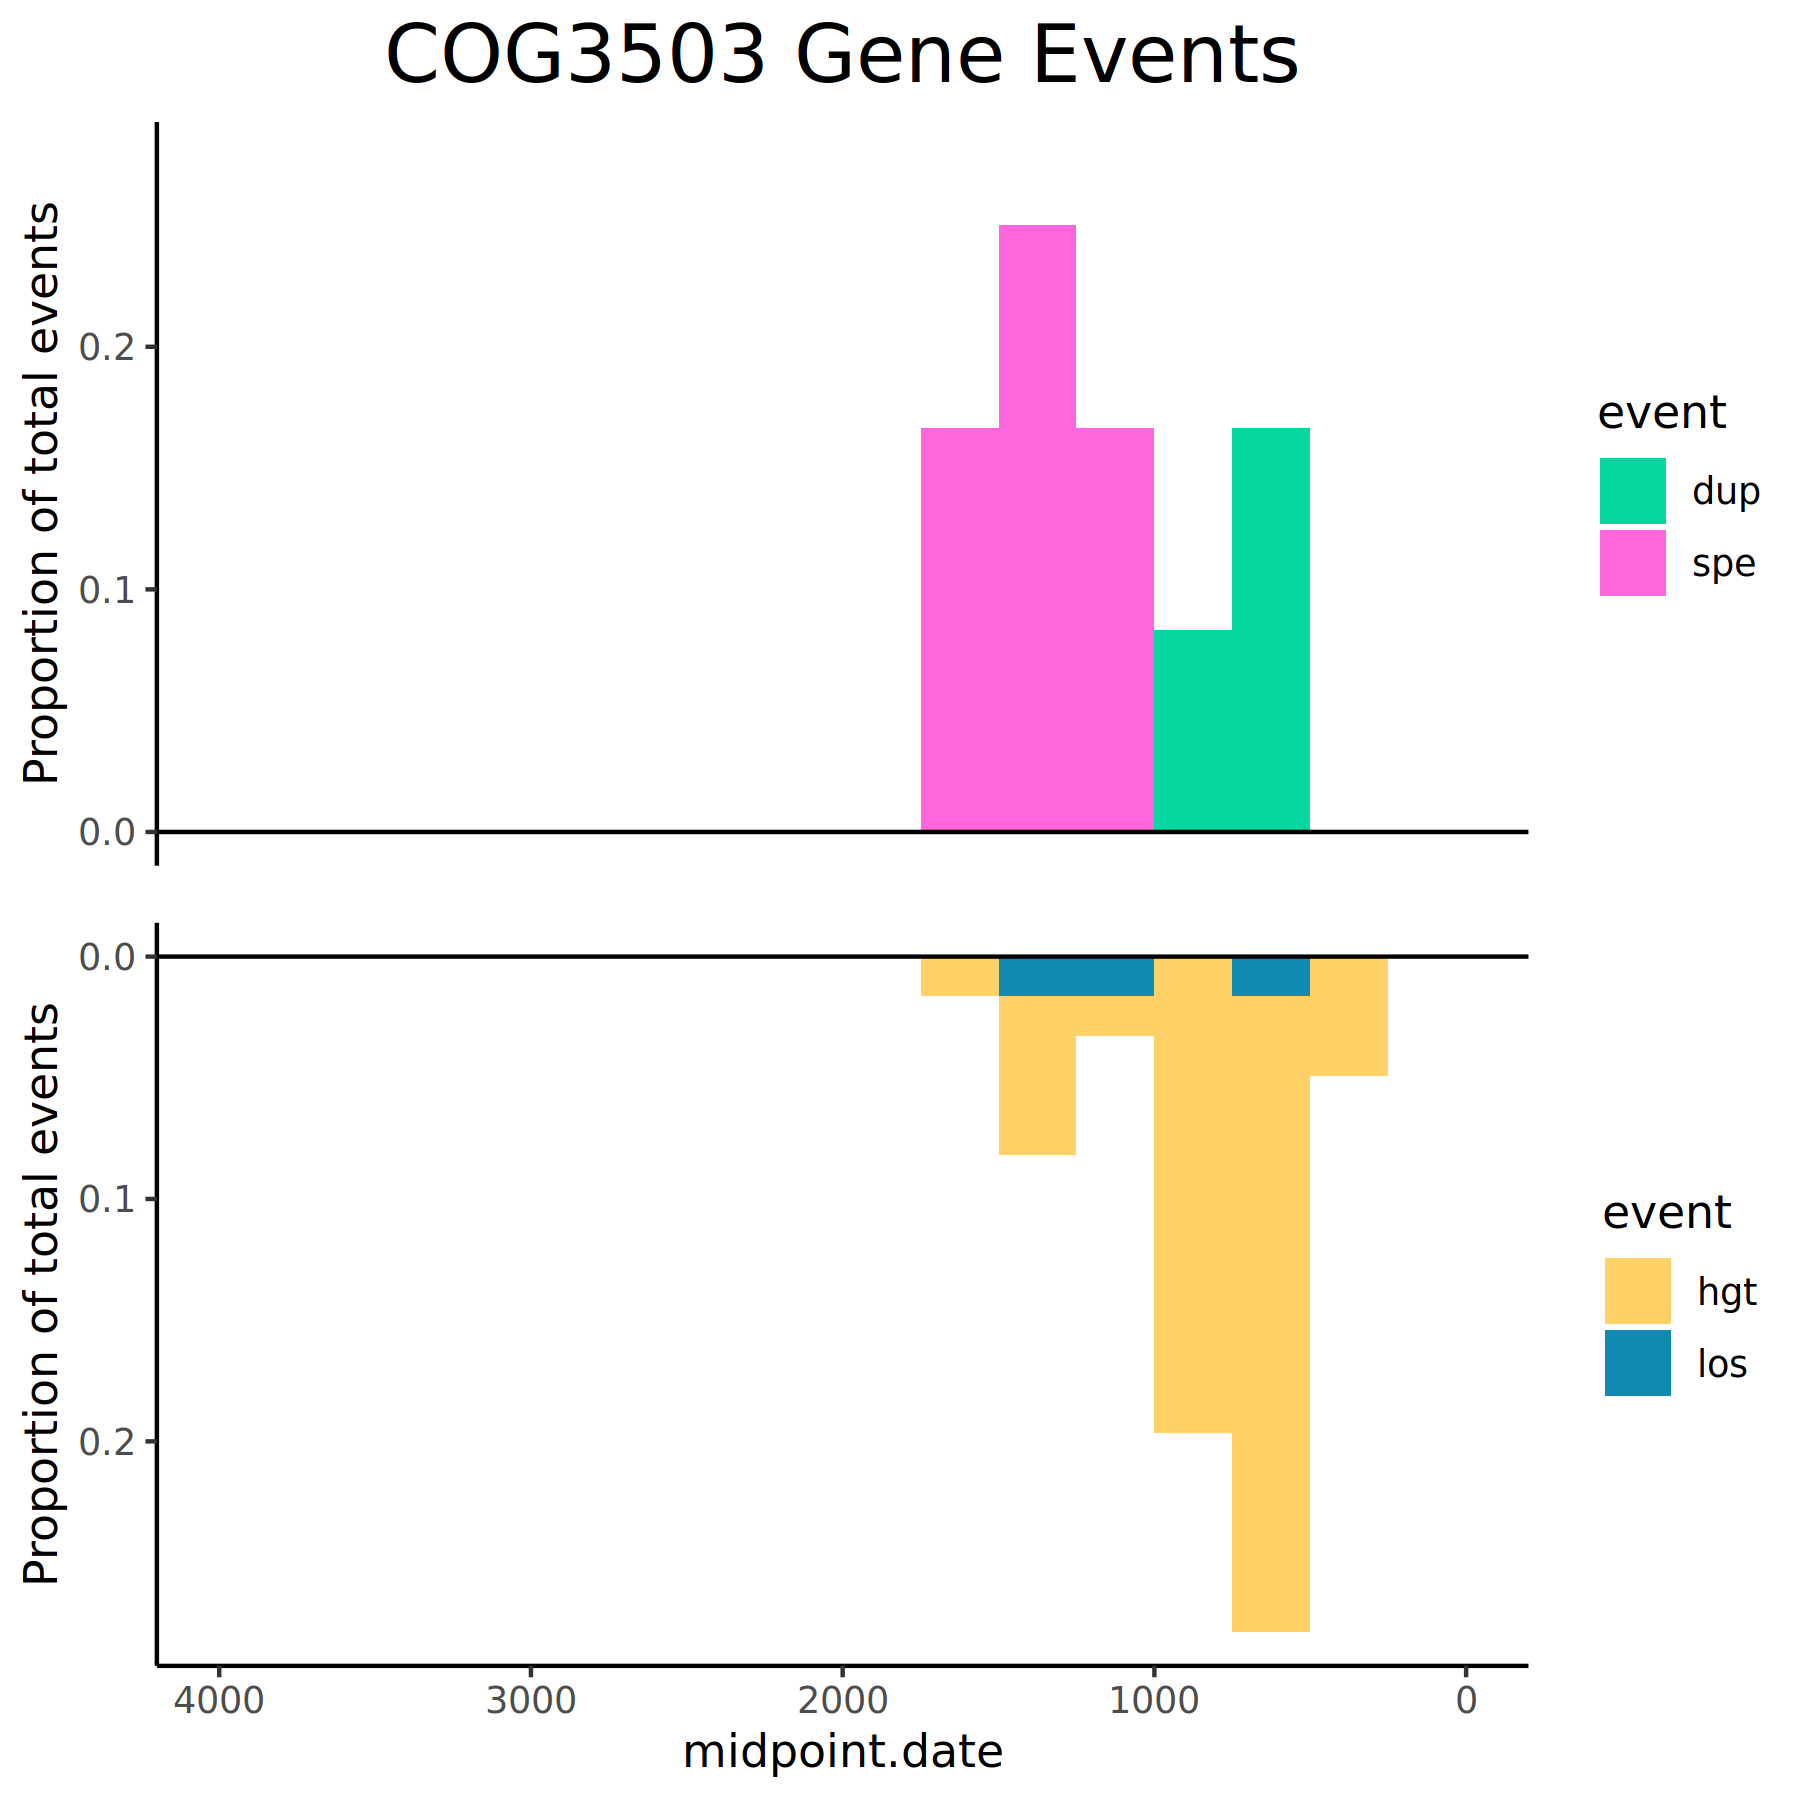 COG3503 Gene Events
Proportion of total events
0.2
0.1
0.0
event
dup
spe
Proportion of total events
0.0
0.1
0.2
event
hgt
los
4000 3000 2000 1000 0
midpoint.date